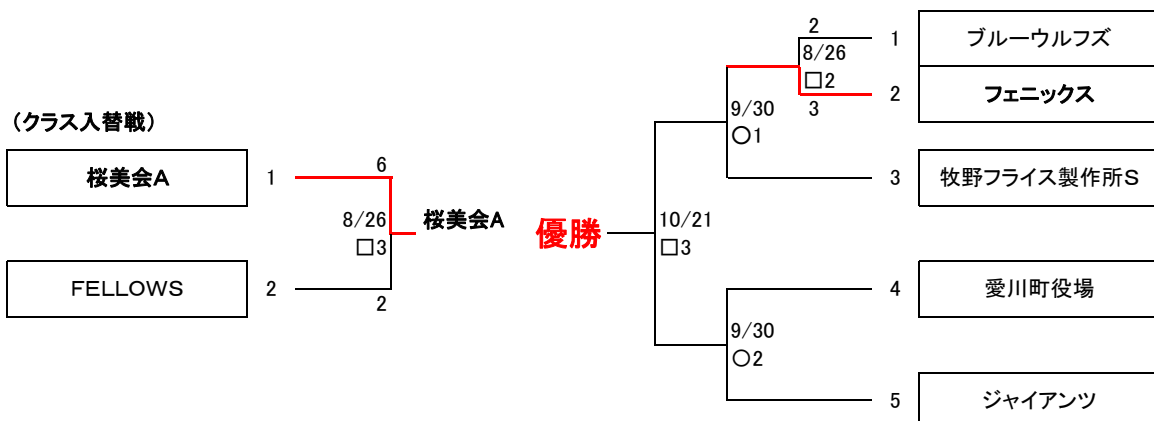 (クラス入替戦)
桜美会A
1
6
8/26
□3
桜美会A
FELLOWS
2
2
優勝
10/21
□3
2
8/26
□2
3
9/30
○1
9/30
○2
1
ブルーウルフズ
2
フェニックス
3
牧野フライス製作所S
4
愛川町役場
5
ジャイアンツ